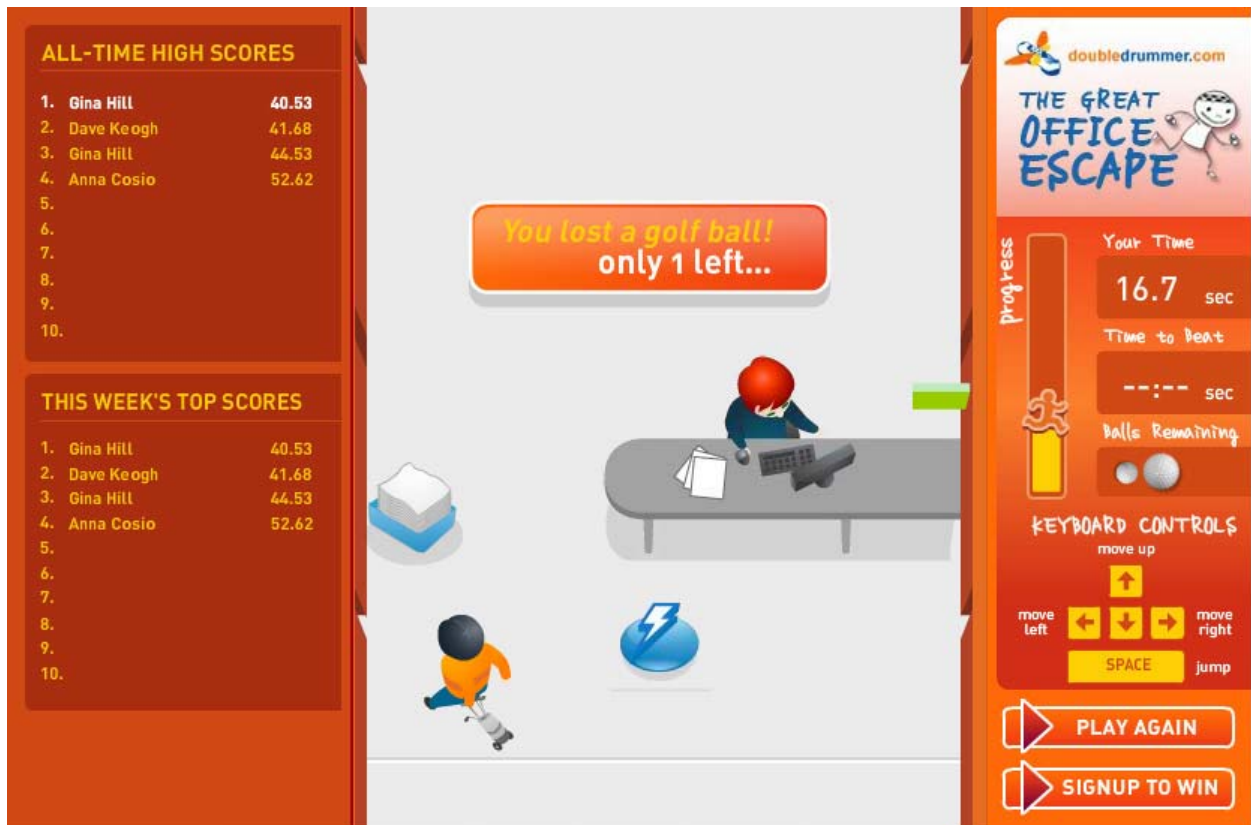 ALL-TIME HIGH SCORES
1. Gina Hill 40.53
2. Dave Keogh 41.68
3. Gina Hill 44.53
4. Anna Cosio 52.62
5.
6.
7.
8.
9.
10.
THIS WEEK'S TOP SCORES
1. Gina Hill 40.53
2. Dave Keogh 41.68
3. Gina Hill 44.53
4. Anna Cosio 52.62
5.
6.
7.
8.
9.
10.
You lost a golf ball!
only 1 left...
doubledrummer.com
THE GREAT
OFFICE
ESCAPE
progress
Your Time
16.7 sec
Time to Beat
--:-- sec
Balls Remaining
KEYBOARD CONTROLS
move up
move left
move right
SPACE jump
PLAY AGAIN
SIGNUP TO WIN